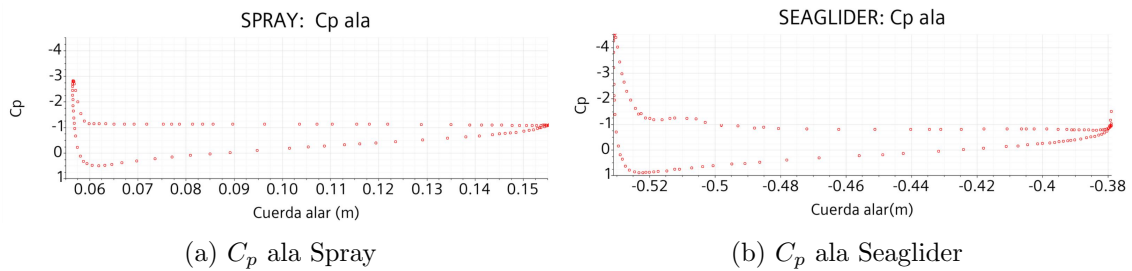 SPRAY: Cp ala
-4
-3
-2
-1
0
1
Cp
0.06 0.07 0.08 0.09 0.10 0.11 0.12 0.13 0.14 0.15
Cuerda alar (m)
(a) Cp ala Spray
SEAGLIDER: Cp ala
-4
-3
-2
-1
0
1
Cp
-0.52 -0.5 -0.48 -0.46 -0.44 -0.42 -0.4 -0.38
Cuerda alar(m)
(b) Cp ala Seaglider